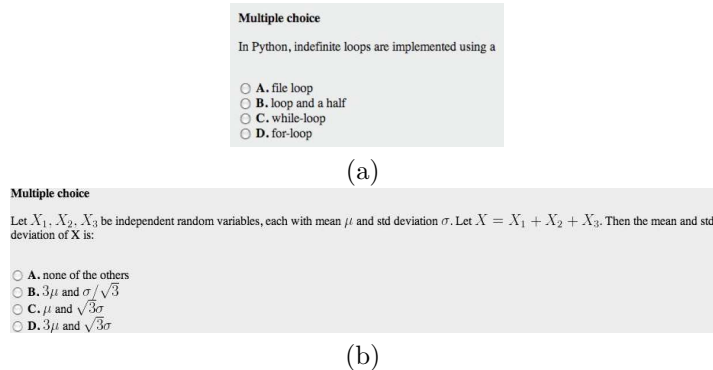 Multiple choice
In Python, indefinite loops are implemented using a
A. file loop
B. loop and a half
C. while-loop
D. for-loop
(a)
Multiple choice
Let X₁, X₂, X₃ be independent random variables, each with mean μ and std deviation σ. Let X = X₁ + X₂ + X₃. Then the mean and std
deviation of X is:
A. none of the others
B. 3μ and σ/√3
C. μ and √3σ
D. 3μ and √3σ
(b)